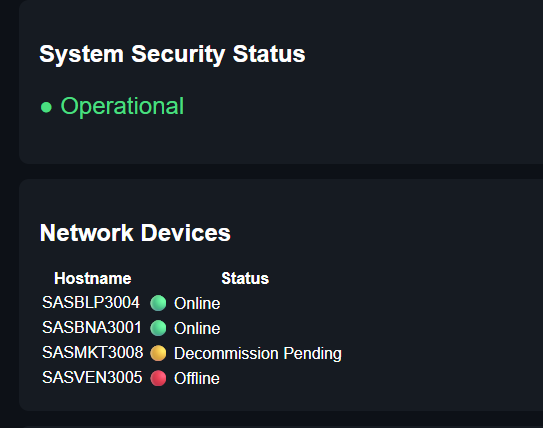 System Security Status
● Operational
Network Devices
Hostname Status
SASBLP3004 Online
SASBNA3001 Online
SASMKT3008 Decommission Pending
SASVEN3005 Offline